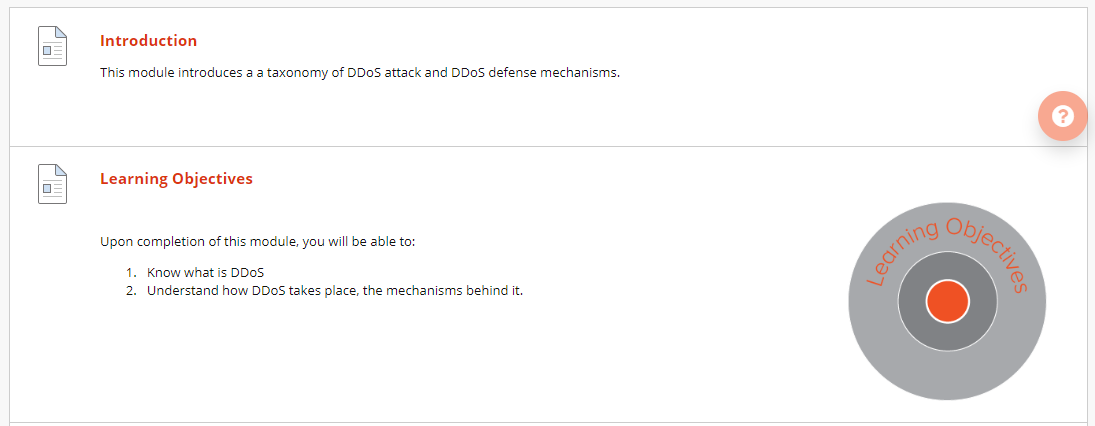 Introduction
This module introduces a a taxonomy of DDoS attack and DDoS defense mechanisms.
?
Learning Objectives
Upon completion of this module, you will be able to:
1. Know what is DDoS
2. Understand how DDoS takes place, the mechanisms behind it.
Learning Objectives